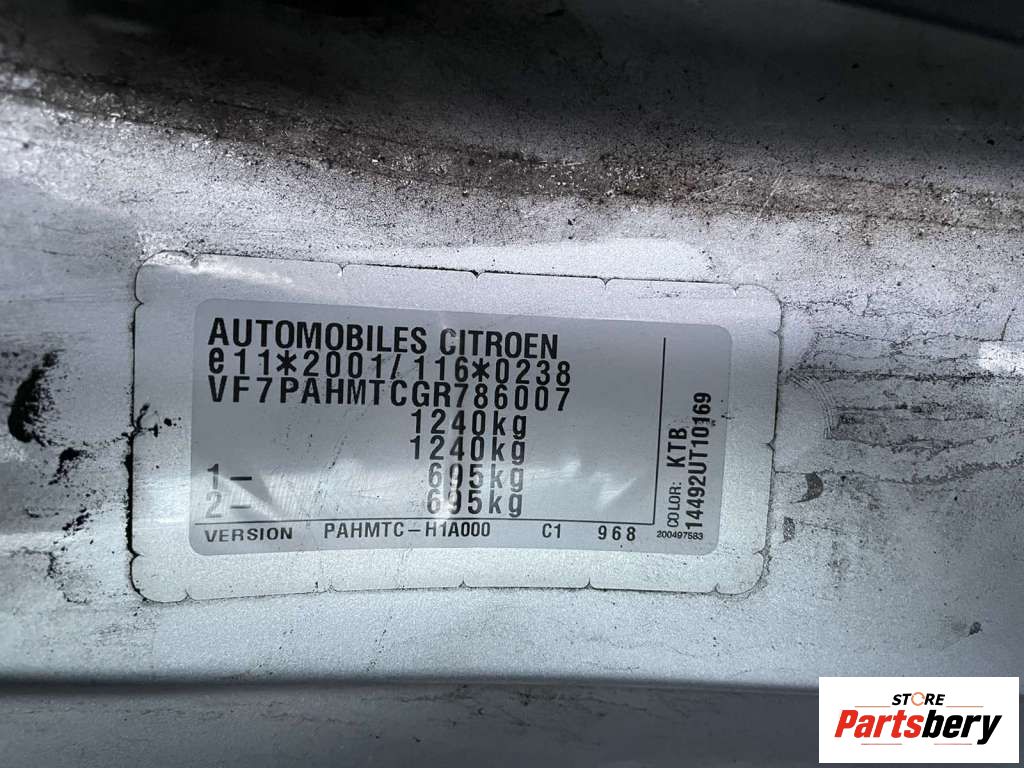 AUTOMOBILES CITROEN
e11*2001/116*0238
VF7PAHMTCGR786007
1240kg
1240kg
1- 695kg
2- 695kg
VERSION PAHMTC-H1A000 C1 968
COLOR: KTB
14492UT10169
200497583
STORE
Partsbery